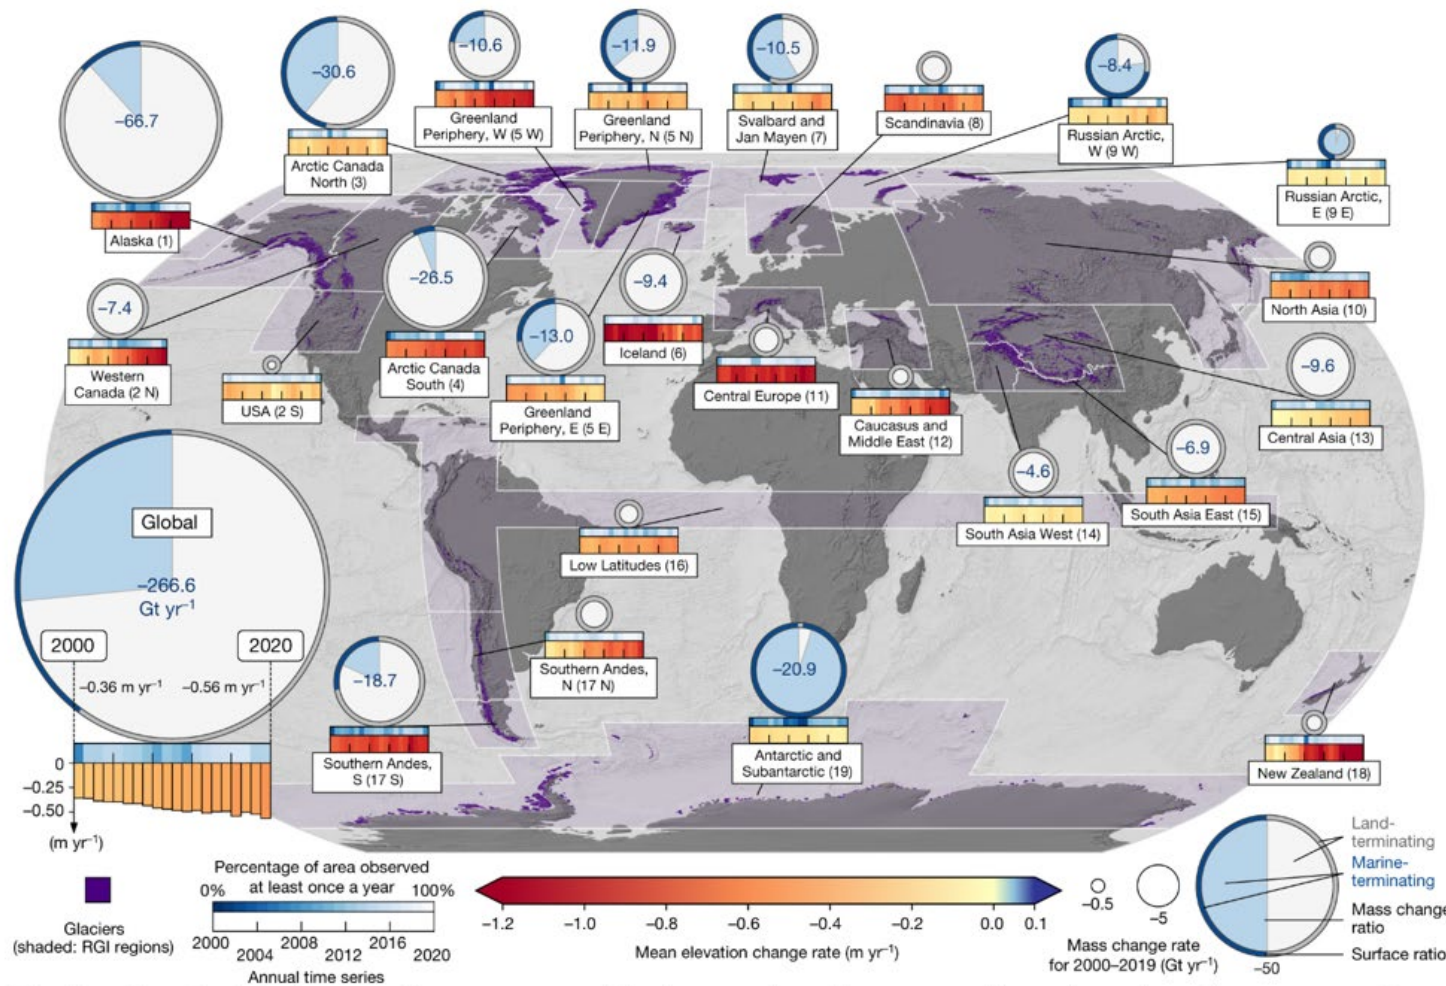 −66.7
Alaska (1)
−30.6
Arctic Canada
North (3)
−10.6
Greenland
Periphery, W (5 W)
−11.9
Greenland
Periphery, N (5 N)
−10.5
Svalbard and
Jan Mayen (7)
Scandinavia (8)
−8.4
Russian Arctic,
W (9 W)
Russian Arctic,
E (9 E)
−7.4
Western
Canada (2 N)
USA (2 S)
−26.5
Arctic Canada
South (4)
−13.0
Greenland
Periphery, E (5 E)
−9.4
Iceland (6)
Central Europe (11)
Caucasus and
Middle East (12)
North Asia (10)
−9.6
Central Asia (13)
−4.6
South Asia West (14)
−6.9
South Asia East (15)
Global
−266.6
Gt yr⁻¹
2000
2020
−0.36 m yr⁻¹
−0.56 m yr⁻¹
0
−0.25
−0.50
(m yr⁻¹)
Low Latitudes (16)
Southern Andes,
N (17 N)
−18.7
Southern Andes,
S (17 S)
−20.9
Antarctic and
Subantarctic (19)
New Zealand (18)
Glaciers
(shaded: RGI regions)
Percentage of area observed
0% at least once a year 100%
2000 2008 2016
2004 2012 2020
Annual time series
−1.2 −1.0 −0.8 −0.6 −0.4 −0.2 0.0 0.1
Mean elevation change rate (m yr⁻¹)
−0.5
−5
−50
Mass change rate
for 2000–2019 (Gt yr⁻¹)
Land-
terminating
Marine-
terminating
Mass change
ratio
Surface ratio